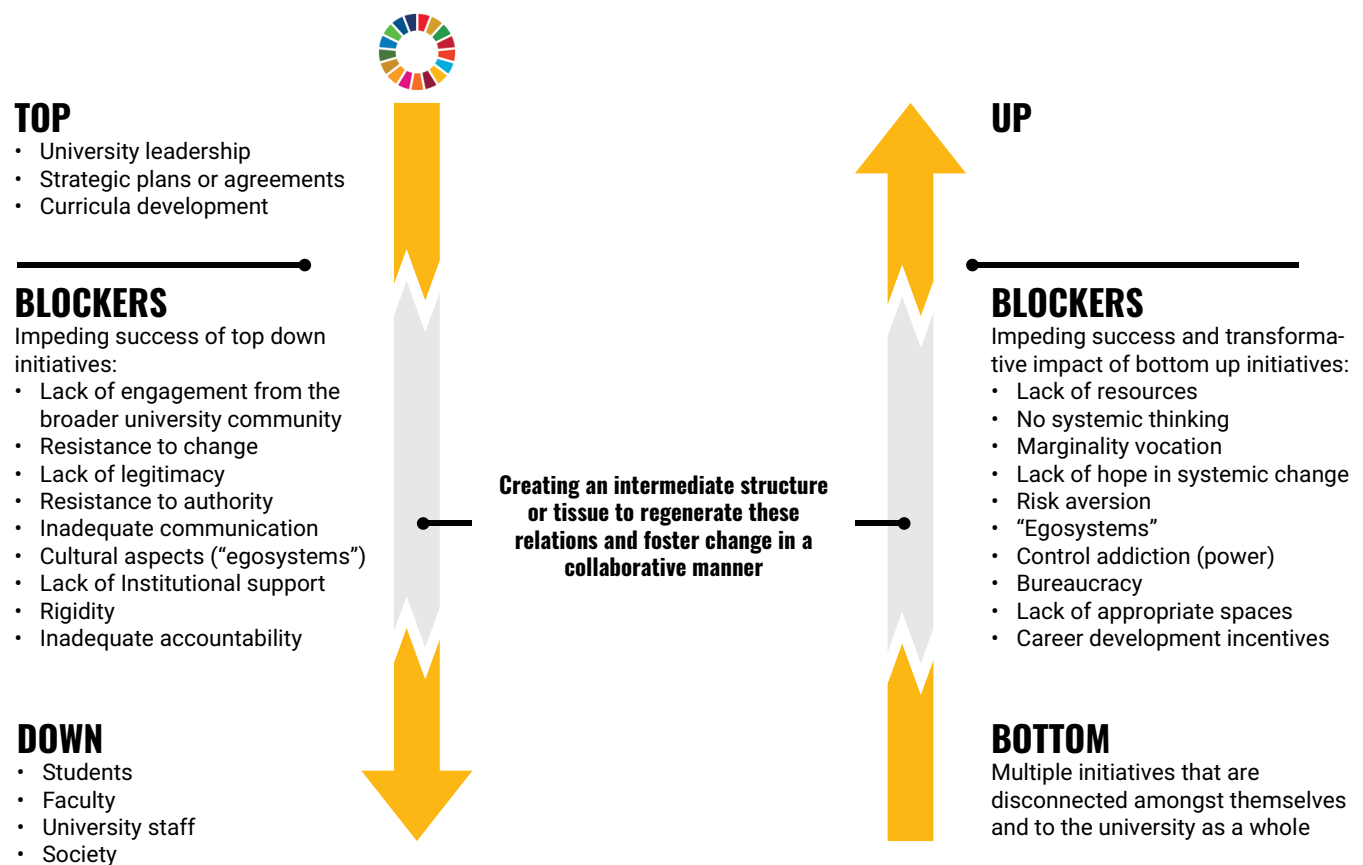 TOP
• University leadership
• Strategic plans or agreements
• Curricula development
BLOCKERS
Impeding success of top down
initiatives:
• Lack of engagement from the
broader university community
• Resistance to change
• Lack of legitimacy
• Resistance to authority
• Inadequate communication
• Cultural aspects (“egosystems”)
• Lack of Institutional support
• Rigidity
• Inadequate accountability
DOWN
• Students
• Faculty
• University staff
• Society
Creating an intermediate structure
or tissue to regenerate these
relations and foster change in a
collaborative manner
UP
BLOCKERS
Impeding success and transforma-
tive impact of bottom up initiatives:
• Lack of resources
• No systemic thinking
• Marginality vocation
• Lack of hope in systemic change
• Risk aversion
• “Egosystems”
• Control addiction (power)
• Bureaucracy
• Lack of appropriate spaces
• Career development incentives
BOTTOM
Multiple initiatives that are
disconnected amongst themselves
and to the university as a whole